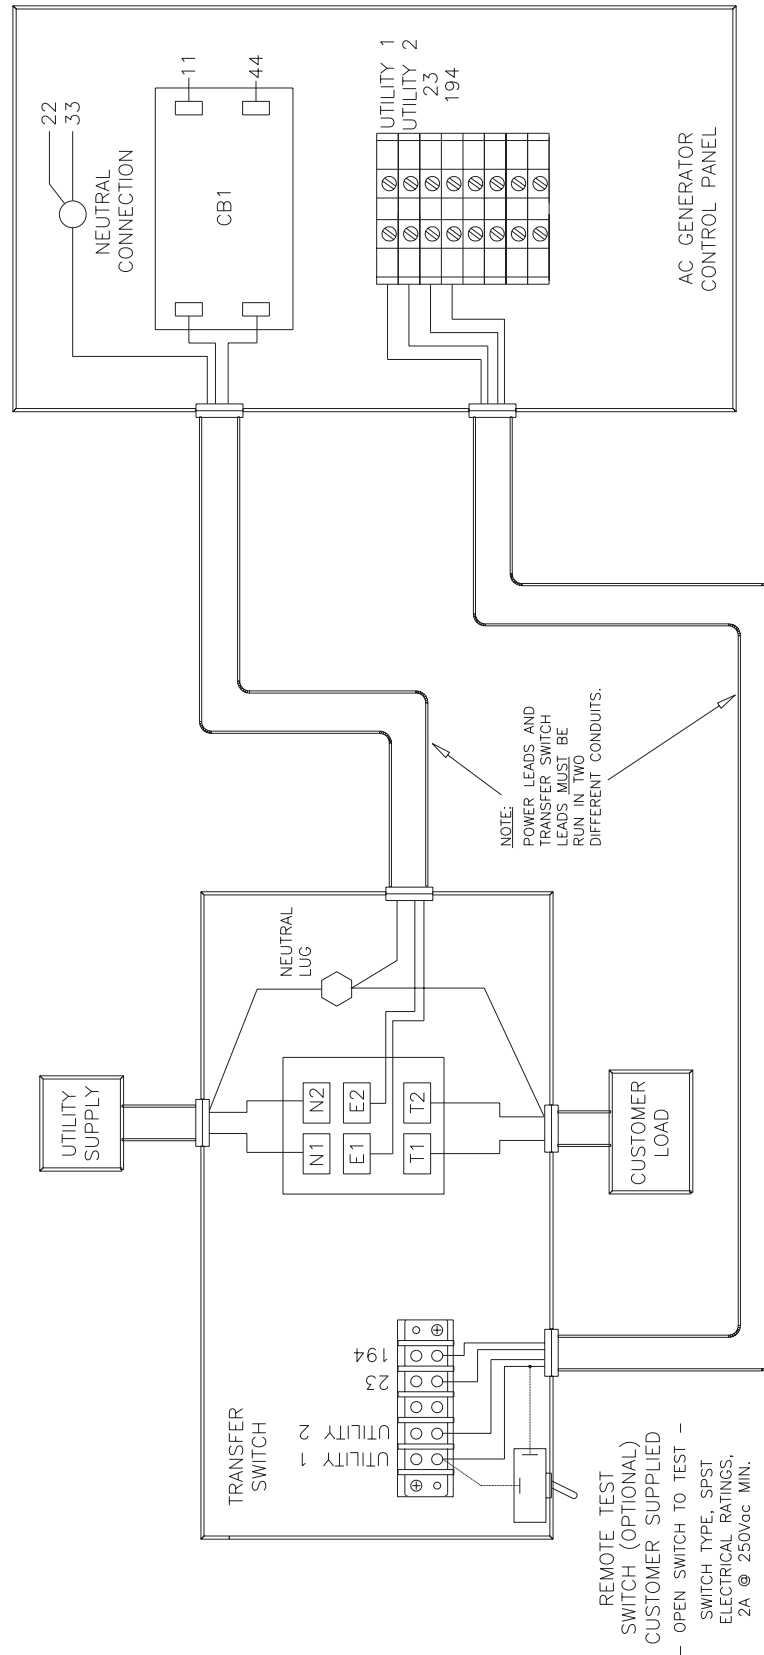 22
33
NEUTRAL
CONNECTION
11
44
CB1
UTILITY 1
UTILITY 2
23
194
AC GENERATOR
CONTROL PANEL
NOTE:
POWER LEADS AND
TRANSFER SWITCH
LEADS MUST BE
RUN IN TWO
DIFFERENT CONDUITS.
UTILITY
SUPPLY
NEUTRAL
LUG
N1
N2
E1
E2
T1
T2
CUSTOMER
LOAD
TRANSFER
SWITCH
194
23
UTILITY 2
UTILITY 1
REMOTE TEST
SWITCH (OPTIONAL)
CUSTOMER SUPPLIED
– OPEN SWITCH TO TEST –
SWITCH TYPE, SPST
ELECTRICAL RATINGS,
2A @ 250Vac MIN.